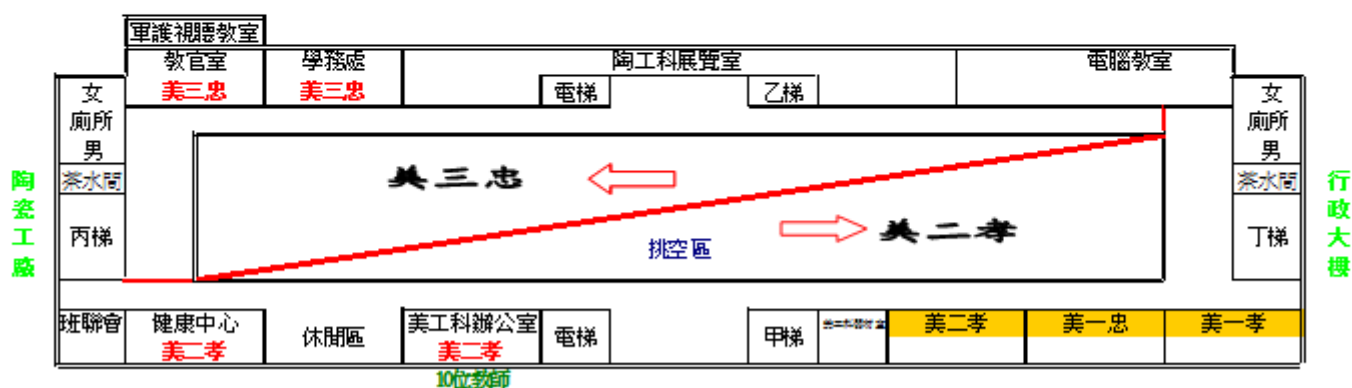 軍護視聽教室
教官室 學務處 陶工科展覽室 電腦教室
美三忠 美三忠 電梯 乙梯
女廁所男
女廁所男
美三忠
茶水間
茶水間
陶瓷工廠
行政大樓
美二孝
丙梯
挑空區
丁梯
班聯會 健康中心 休閒區 美工科辦公室 電梯 甲梯 美二孝 美一忠 美一孝
美二孝 美二孝
10位教師